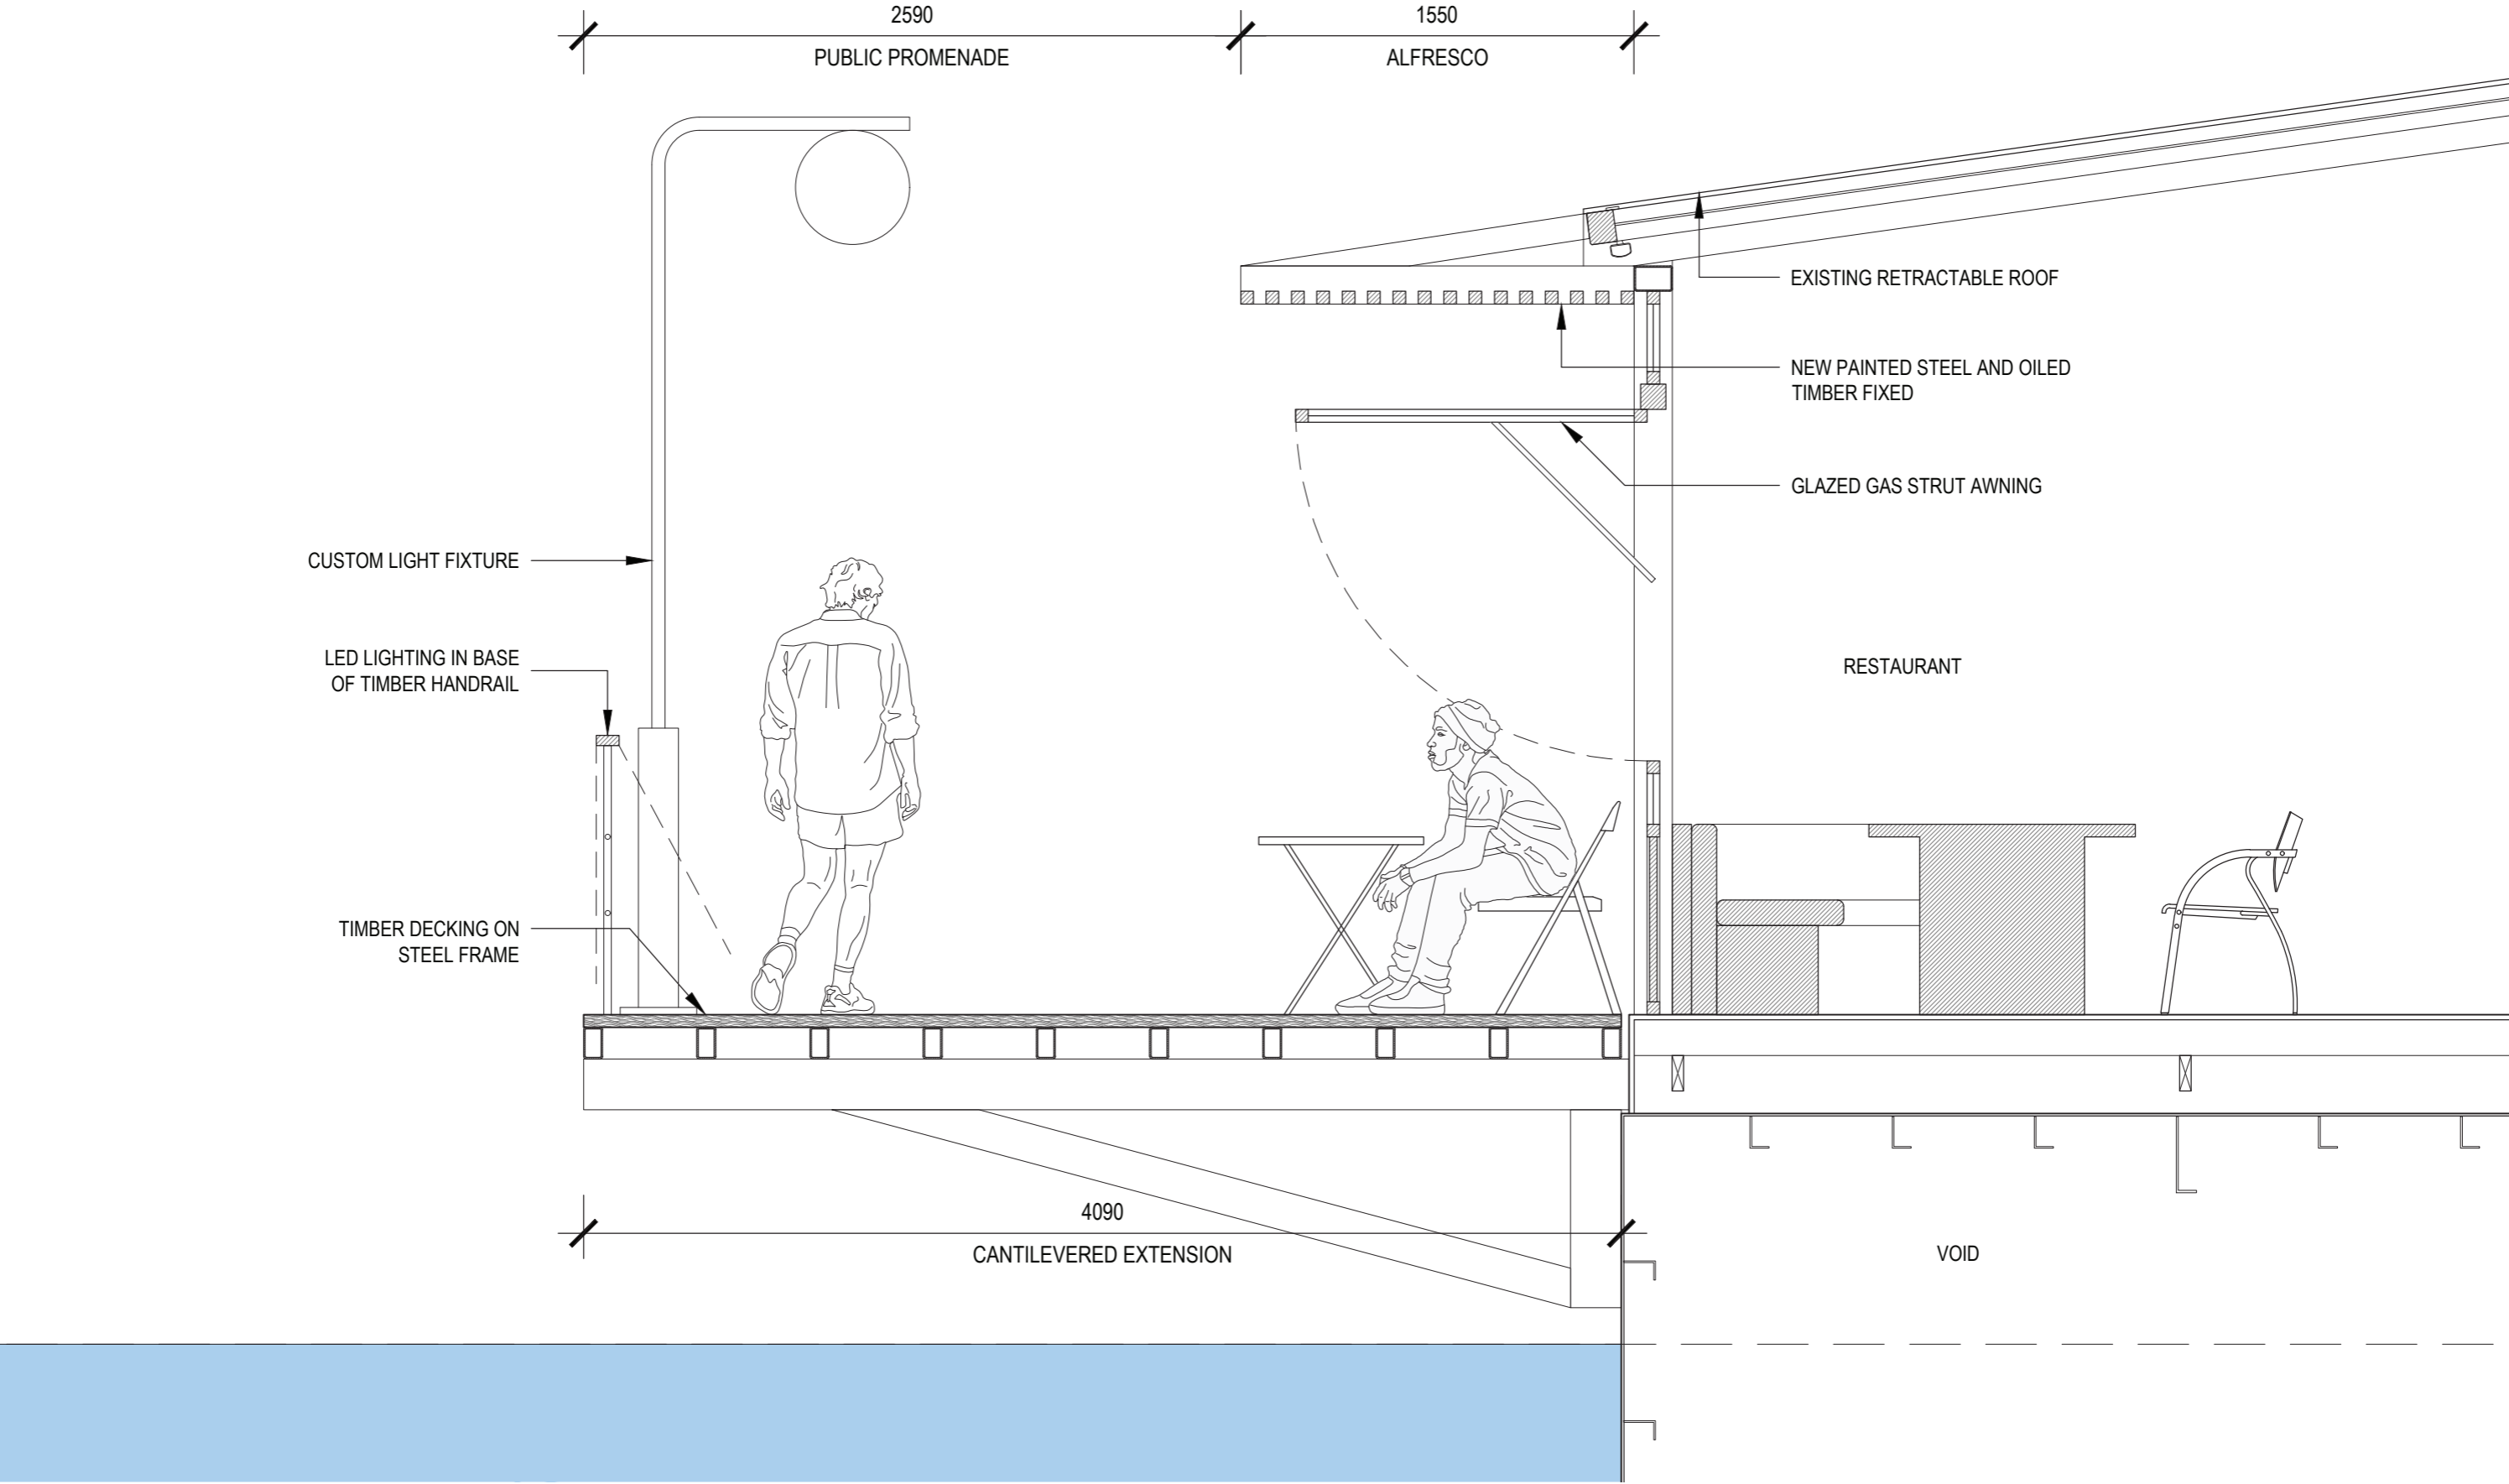 2590
1550
PUBLIC PROMENADE
ALFRESCO
EXISTING RETRACTABLE ROOF
NEW PAINTED STEEL AND OILED
TIMBER FIXED
GLAZED GAS STRUT AWNING
CUSTOM LIGHT FIXTURE
LED LIGHTING IN BASE
OF TIMBER HANDRAIL
RESTAURANT
TIMBER DECKING ON
STEEL FRAME
4090
CANTILEVERED EXTENSION
VOID